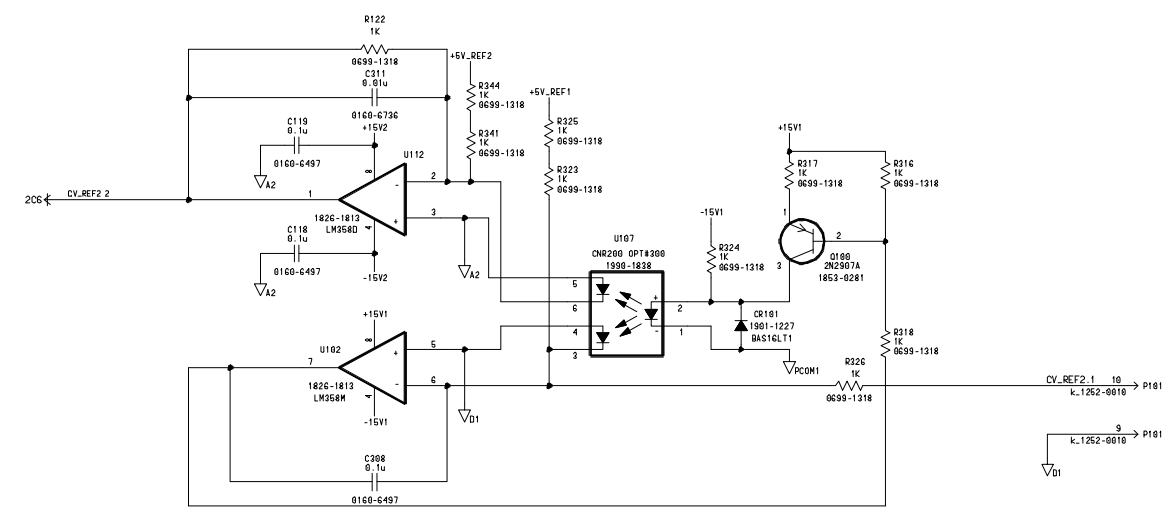 R122
1K
0699-1318
C311
0.01u
0160-6736
+5V_REF2
R344
1K
0699-1318
+5V_REF1
R325
1K
0699-1318
C119
0.1u
0160-6497
+15V2
R341
1K
0699-1318
+15V1
U112
R323
1K
0699-1318
R317
1K
0699-1318
R316
1K
0699-1318
8
A2
2
-
2C6
CV_REF2 2
1
3
+
1826-1813
LM358D
4
-15V1
1
2
C118
0.1u
0160-6497
U107
CNR200 OPT#300
1990-1838
R324
1K
0699-1318
3
Q100
2N2907A
1853-0281
A2
-15V2
A2
5
6
+
2
4
3
-
1
CR101
1901-1227
BAS16LT1
R318
1K
0699-1318
+15V1
8
U102
7
5
+
6
-
1826-1813
LM358M
4
-15V1
D1
PCOM1
R326
1K
0699-1318
CV_REF2.1
10
P101
k_1252-0010
9
P101
k_1252-0010
D1
C308
0.1u
0160-6497